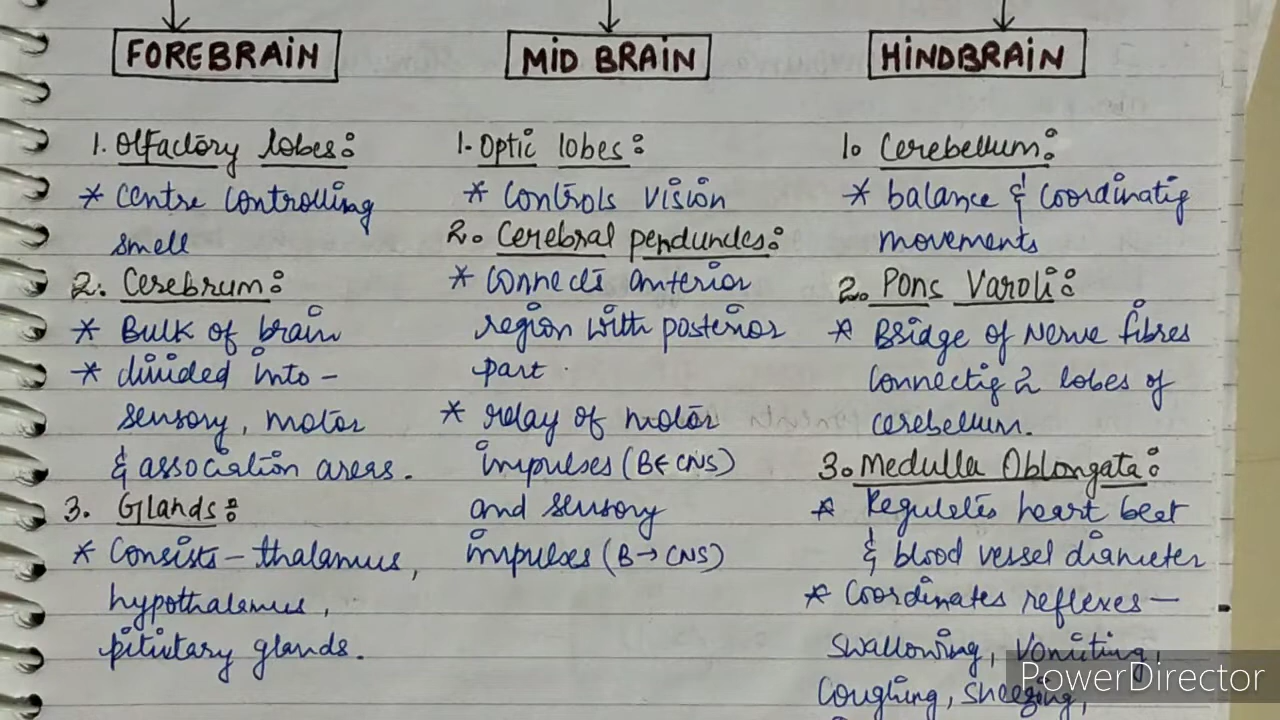 FOREBRAIN
1. Olfactory lobes:
* centre controlling
smell
2. Cerebrum:
* Bulk of brain
* divided into -
sensory, motor
& association areas.
3. Glands:
* Consists - thalamus,
hypothalamus,
pitiutary glands.
MID BRAIN
1. Optic lobes:
* Controls vision
2. Cerebral pendundes:
* Connects anterior
region with posterior
part.
* relay of motor
impulses (B← CNS)
and sensory
impulses (B→ CNS)
HINDBRAIN
1. Cerebellum:
* balance & coordinatig
movements
2. Pons Varoli:
* Bridge of Nerve fibres
connectig 2 lobes of
cerebellum.
3. Medulla Oblongata:
* Regulates heart beat
& blood vessel diameter
* Coordinates reflexes —
swallowing, vomiting,
coughing, sneezing,
PowerDirector